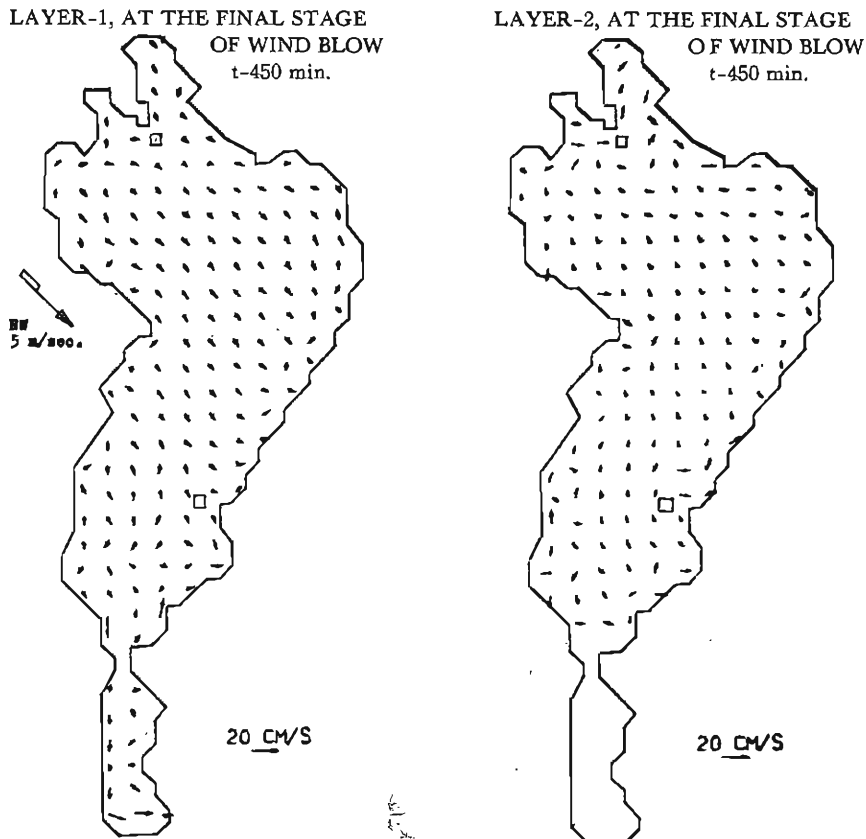 LAYER-1, AT THE FINAL STAGE
OF WIND BLOW
t-450 min.
LAYER-2, AT THE FINAL STAGE
OF WIND BLOW
t-450 min.
NW
5 m/sec.
20 CM/S
20 CM/S